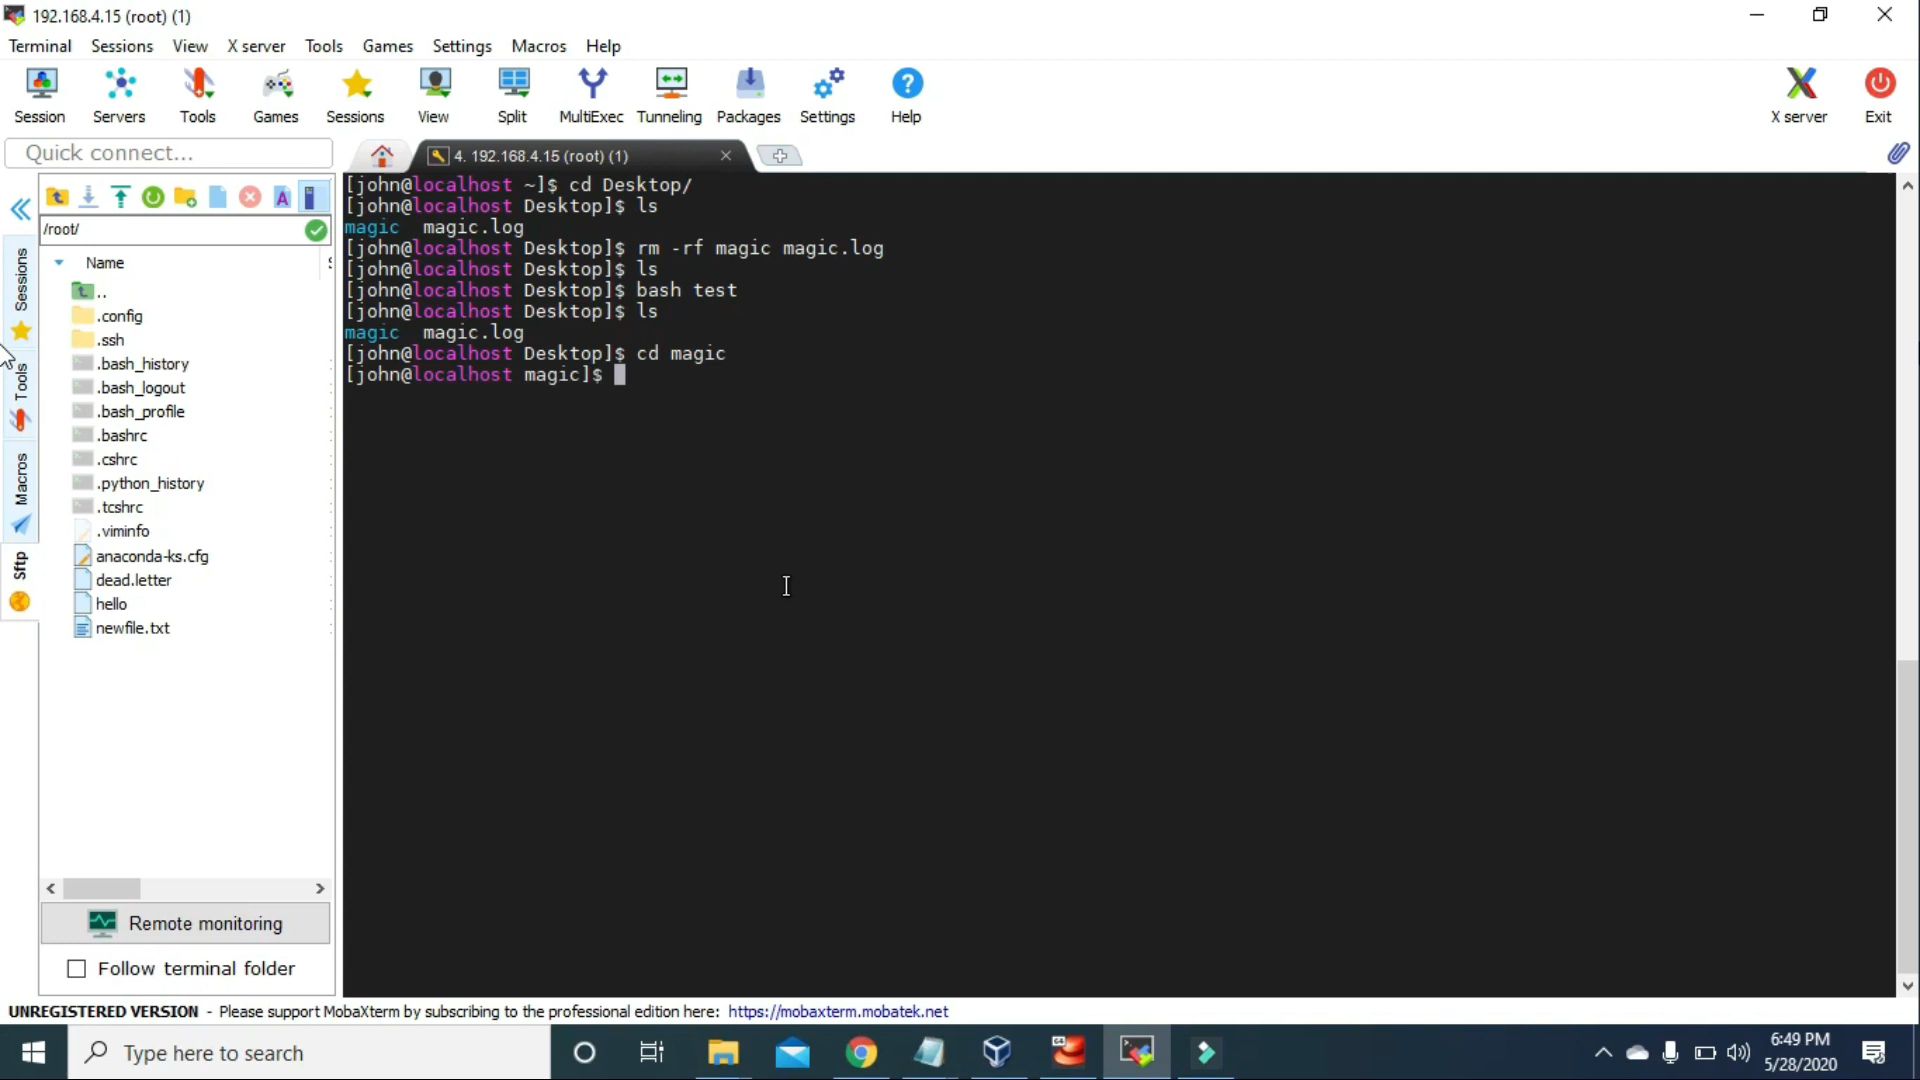 192.168.4.15 (root) (1)
Terminal Sessions View X server Tools Games Settings Macros Help
Session Servers Tools Games Sessions View Split MultiExec Tunneling Packages Settings Help X server Exit
Quick connect...
4. 192.168.4.15 (root) (1)
/root/
Name
..
.config
.ssh
.bash_history
.bash_logout
.bash_profile
.bashrc
.cshrc
.python_history
.tcshrc
.viminfo
anaconda-ks.cfg
dead.letter
hello
newfile.txt
Sessions
Tools
Macros
Sftp
Remote monitoring
Follow terminal folder
[john@localhost ~]$ cd Desktop/
[john@localhost Desktop]$ ls
magic  magic.log
[john@localhost Desktop]$ rm -rf magic magic.log
[john@localhost Desktop]$ ls
[john@localhost Desktop]$ bash test
[john@localhost Desktop]$ ls
magic  magic.log
[john@localhost Desktop]$ cd magic
[john@localhost magic]$
UNREGISTERED VERSION - Please support MobaXterm by subscribing to the professional edition here: https://mobaxterm.mobatek.net
Type here to search
6:49 PM
5/28/2020